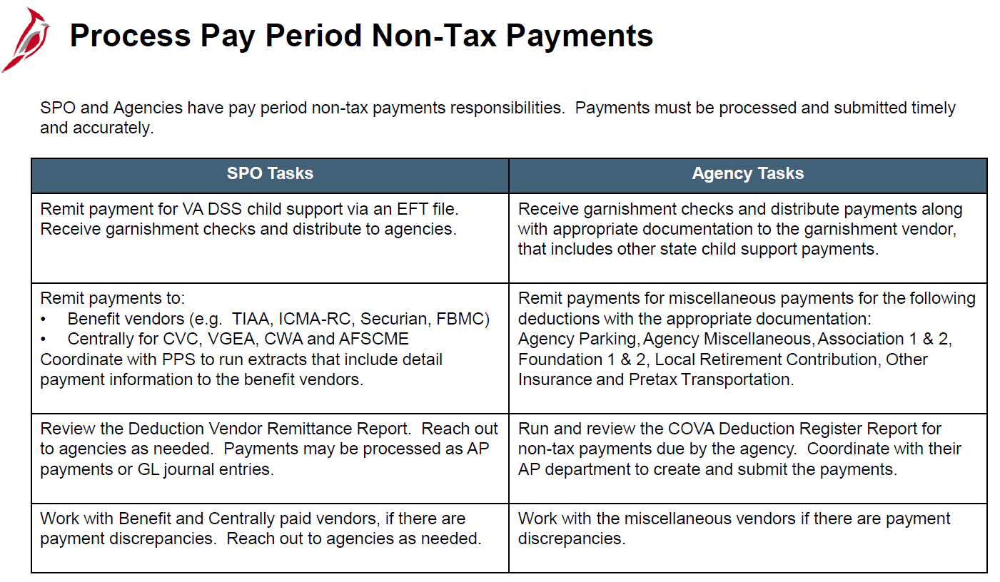 Process Pay Period Non-Tax Payments
SPO and Agencies have pay period non-tax payments responsibilities.  Payments must be processed and submitted timely
and accurately.
SPO Tasks
Agency Tasks
Remit payment for VA DSS child support via an EFT file.
Receive garnishment checks and distribute to agencies.
Receive garnishment checks and distribute payments along
with appropriate documentation to the garnishment vendor,
that includes other state child support payments.
Remit payments to:
• Benefit vendors (e.g.  TIAA, ICMA-RC, Securian, FBMC)
• Centrally for CVC, VGEA, CWA and AFSCME
Coordinate with PPS to run extracts that include detail
payment information to the benefit vendors.
Remit payments for miscellaneous payments for the following
deductions with the appropriate documentation:
Agency Parking, Agency Miscellaneous, Association 1 & 2,
Foundation 1 & 2, Local Retirement Contribution, Other
Insurance and Pretax Transportation.
Review the Deduction Vendor Remittance Report.  Reach out
to agencies as needed.  Payments may be processed as AP
payments or GL journal entries.
Run and review the COVA Deduction Register Report for
non-tax payments due by the agency.  Coordinate with their
AP department to create and submit the payments.
Work with Benefit and Centrally paid vendors, if there are
payment discrepancies.  Reach out to agencies as needed.
Work with the miscellaneous vendors if there are payment
discrepancies.